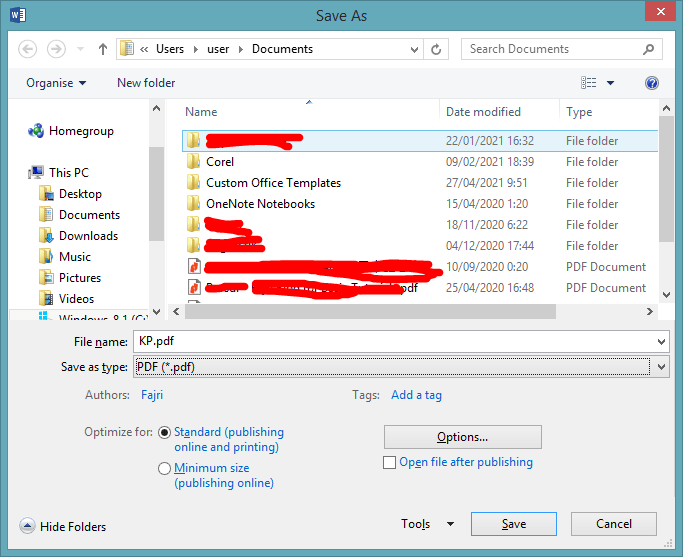 Save As
Users
user
Documents
Search Documents
Organise
New folder
Homegroup
This PC
Desktop
Documents
Downloads
Music
Pictures
Videos
Windows 8.1 (C:)
Name
Date modified
Type
22/01/2021 16:32
File folder
Corel
09/02/2021 18:39
File folder
Custom Office Templates
27/04/2021 9:51
File folder
OneNote Notebooks
15/04/2020 1:20
File folder
18/11/2020 6:22
File folder
04/12/2020 17:44
File folder
10/09/2020 0:20
PDF Document
.pdf
25/04/2020 16:48
PDF Document
File name:
KP.pdf
Save as type:
PDF (*.pdf)
Authors:
Fajri
Tags:
Add a tag
Optimize for:
Standard (publishing
online and printing)
Minimum size
(publishing online)
Options...
Open file after publishing
Hide Folders
Tools
Save
Cancel